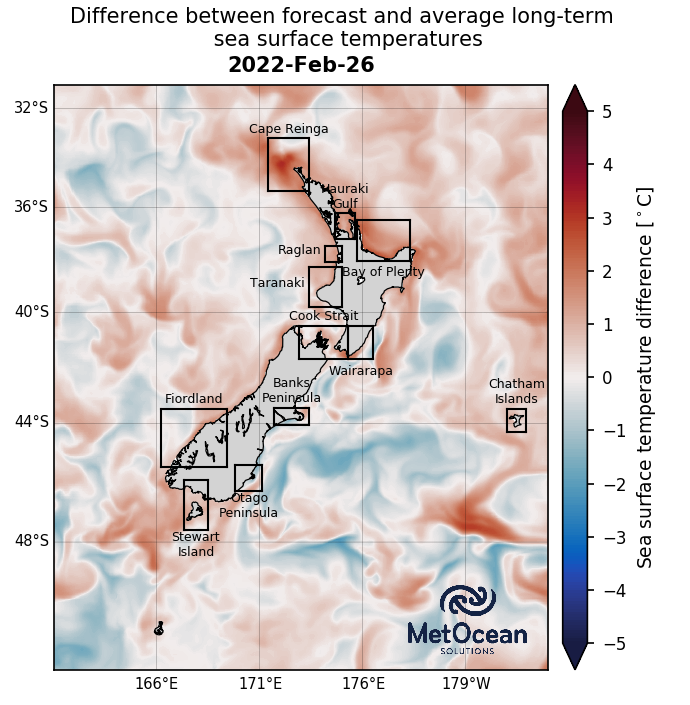 Difference between forecast and average long-term
sea surface temperatures
2022-Feb-26
32°S
36°S
40°S
44°S
48°S
Cape Reinga
Hauraki
Gulf
Raglan
Bay of Plenty
Taranaki
Cook Strait
Wairarapa
Banks
Peninsula
Chatham
Islands
Fiordland
Otago
Peninsula
Stewart
Island
MetOcean
SOLUTIONS
166°E
171°E
176°E
179°W
5
4
3
2
1
0
−1
−2
−3
−4
−5
Sea surface temperature difference [°C]